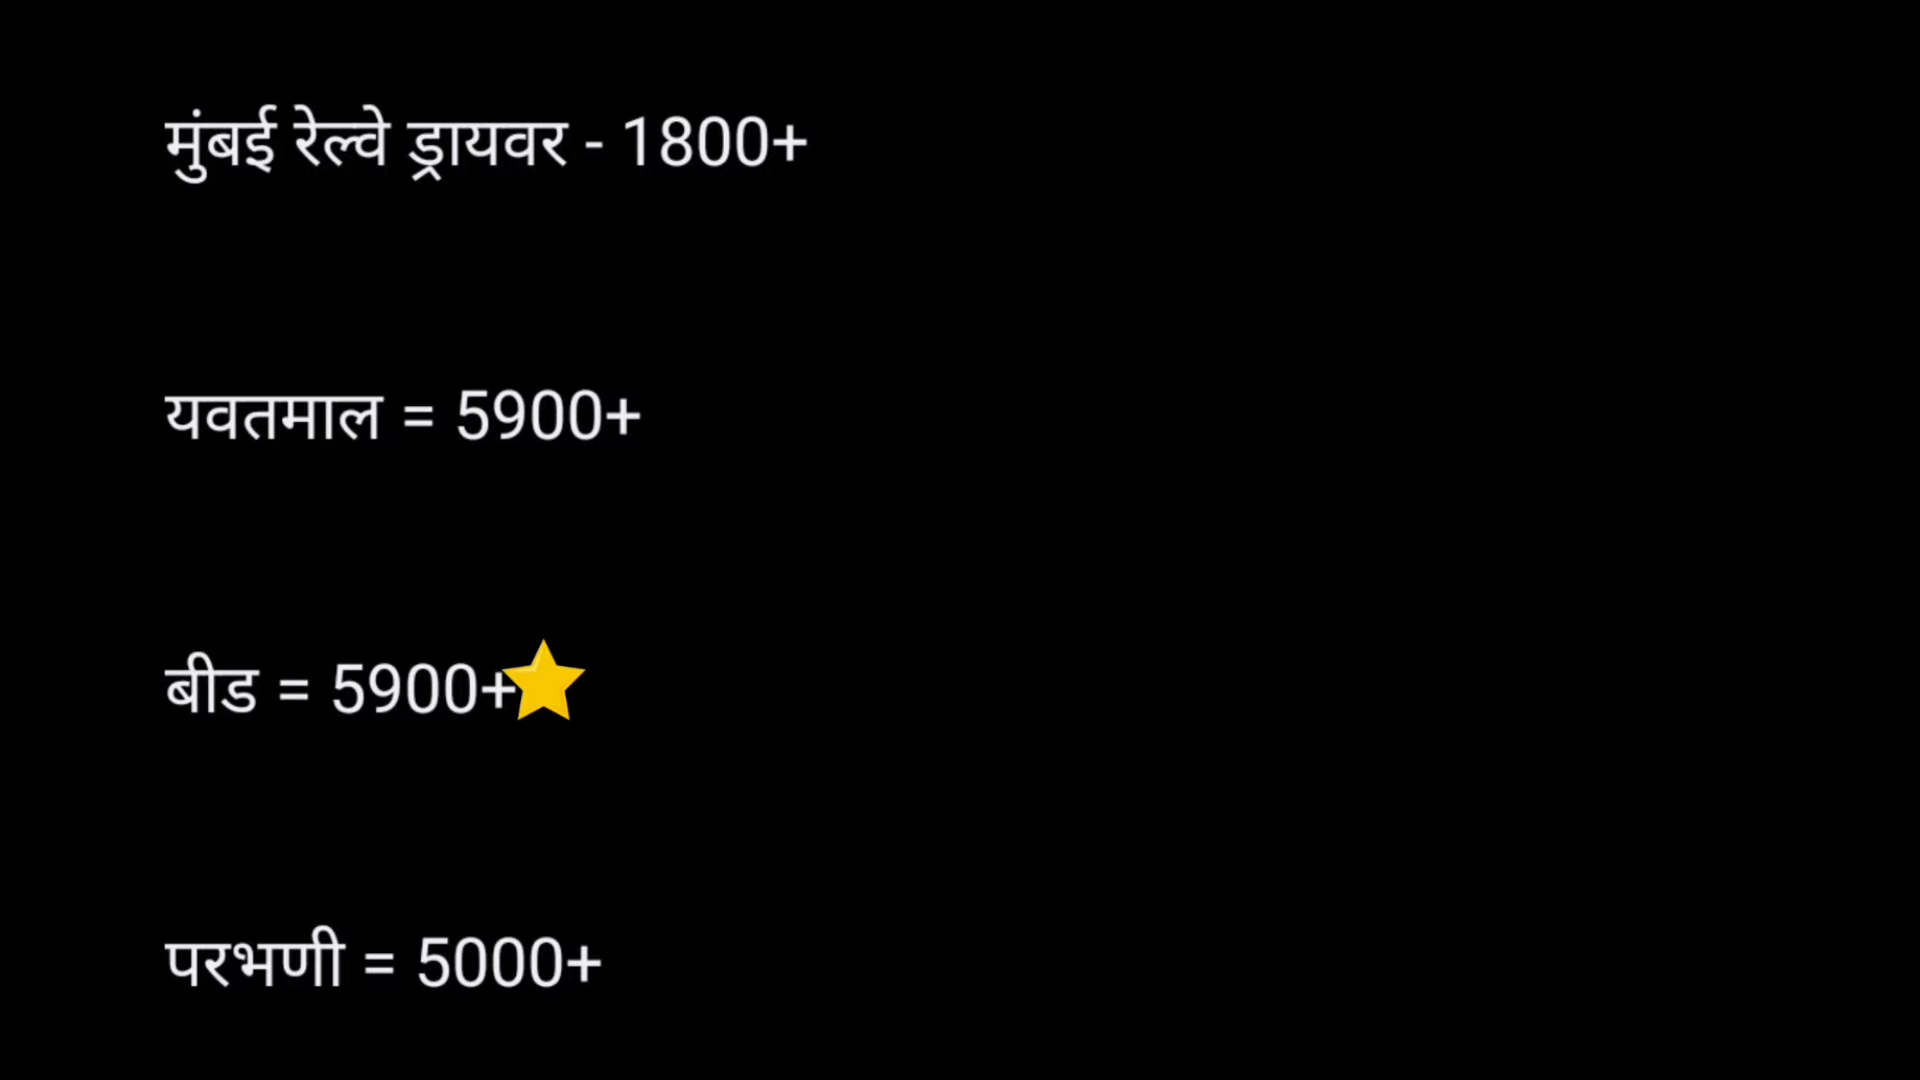 मुंबई रेल्वे ड्रायवर - 1800+
यवतमाल = 5900+
बीड = 5900+⭐
परभणी = 5000+